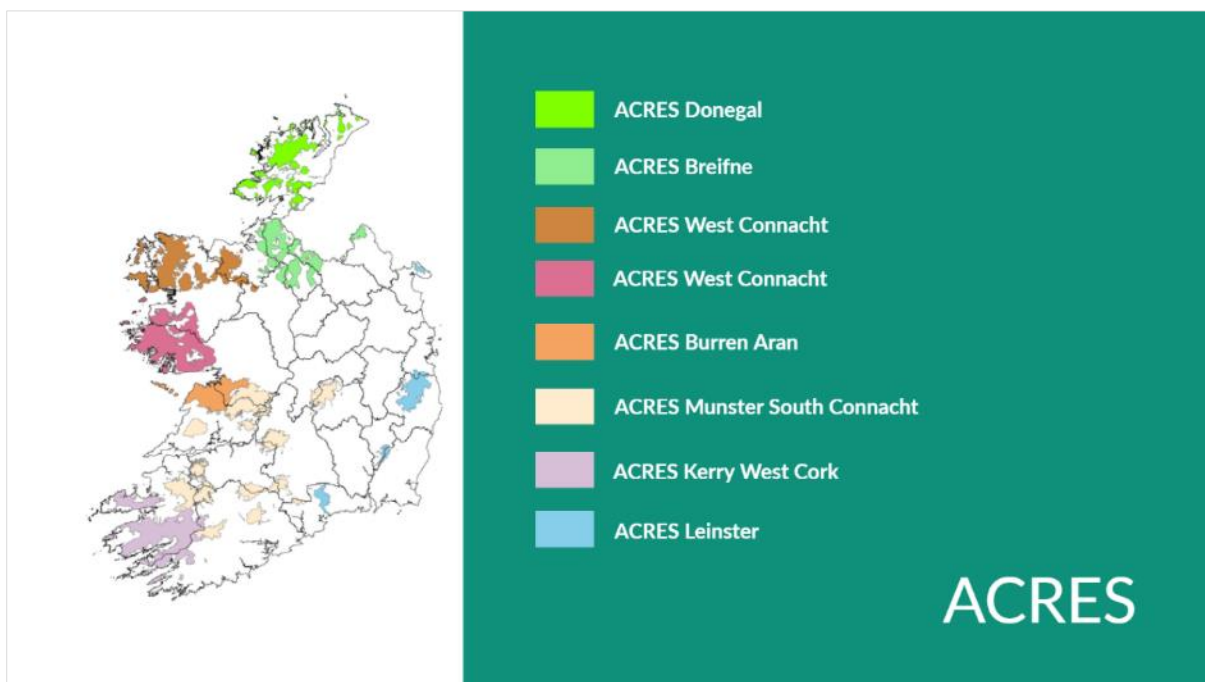 ACRES Donegal
ACRES Breifne
ACRES West Connacht
ACRES West Connacht
ACRES Burren Aran
ACRES Munster South Connacht
ACRES Kerry West Cork
ACRES Leinster
ACRES